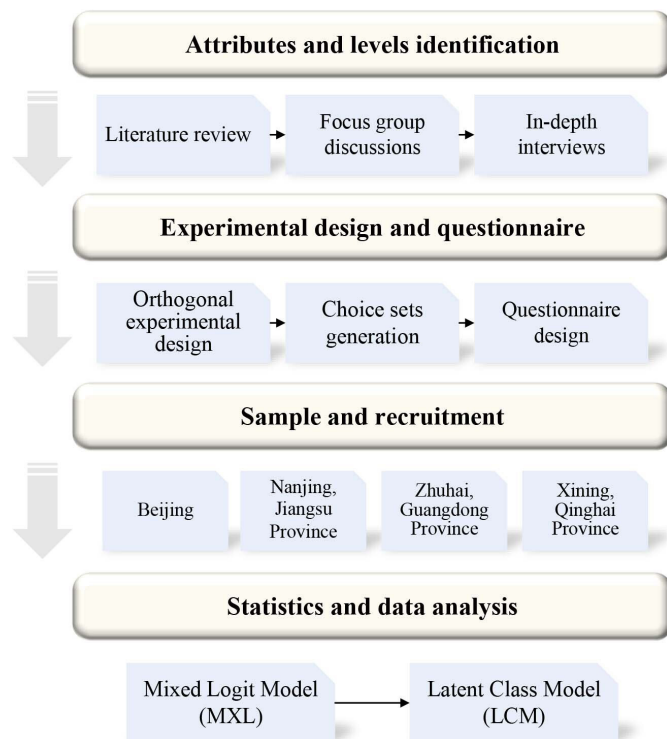 Attributes and levels identification
Literature review
Focus group
discussions
In-depth
interviews
Experimental design and questionnaire
Orthogonal
experimental
design
Choice sets
generation
Questionnaire
design
Sample and recruitment
Beijing
Nanjing,
Jiangsu
Province
Zhuhai,
Guangdong
Province
Xining,
Qinghai
Province
Statistics and data analysis
Mixed Logit Model
(MXL)
Latent Class Model
(LCM)